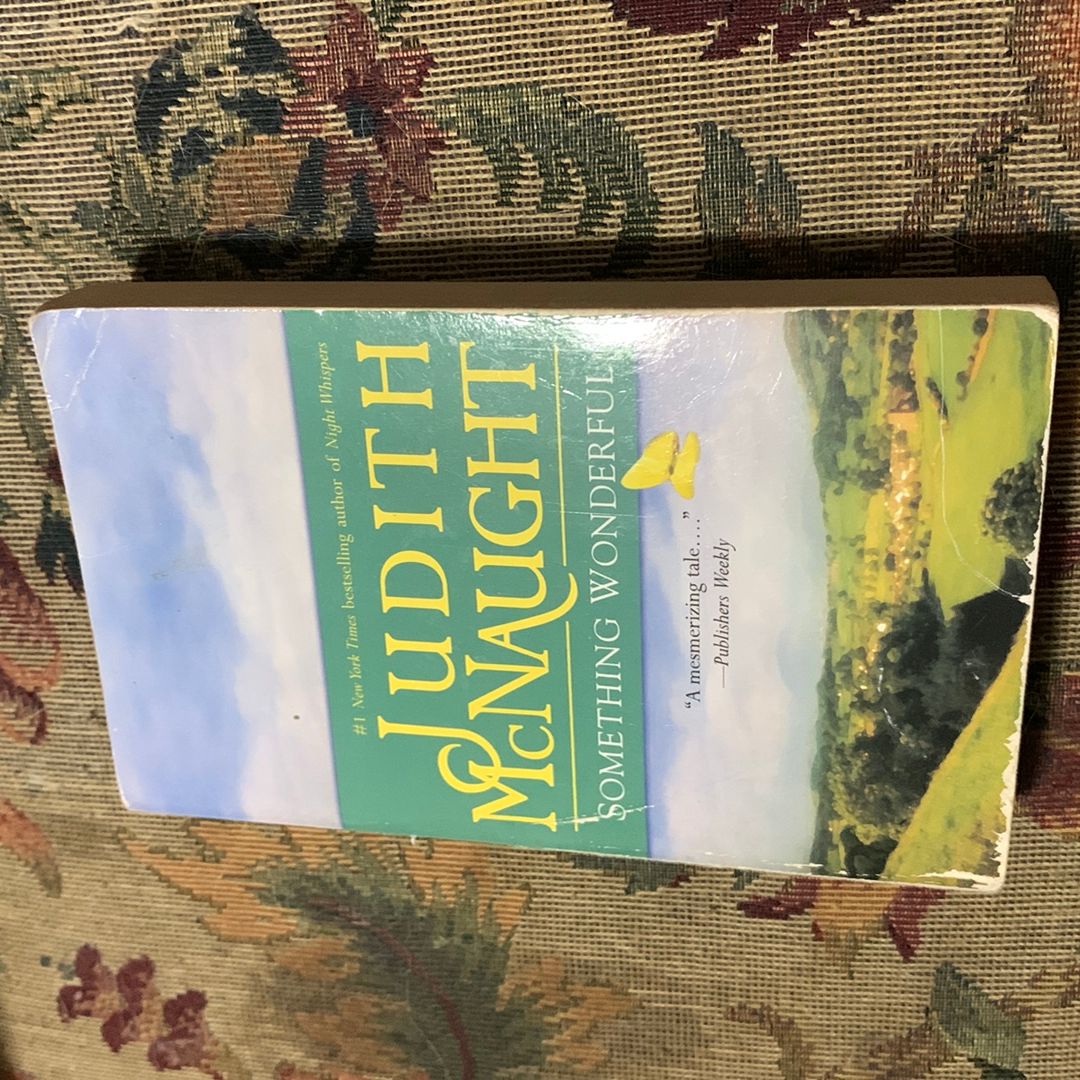 #1 New York Times bestselling author of Night Whispers
JUDITH
MCNAUGHT
SOMETHING WONDERFUL
“A mesmerizing tale....”
—Publishers Weekly